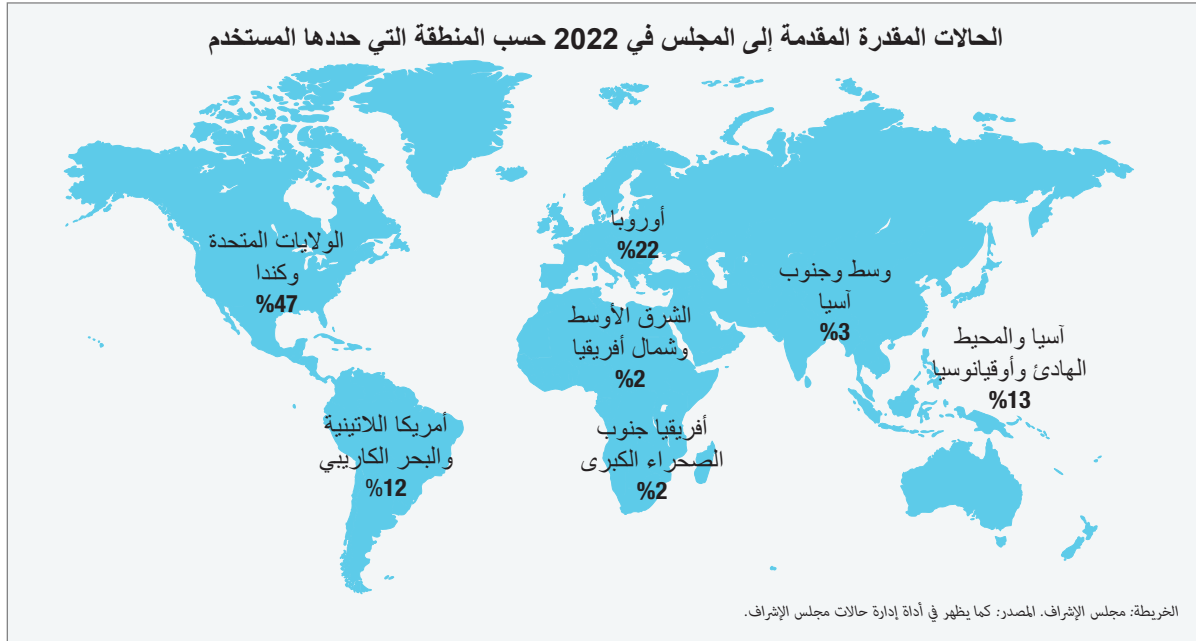 الحالات المقدرة المقدمة إلى المجلس في 2022 حسب المنطقة التي حددها المستخدم
أوروبا
%22
الولايات المتحدة
وكندا
%47
وسط وجنوب
آسيا
%3
الشرق الأوسط
وشمال أفريقيا
%2
آسيا والمحيط
الهادئ وأوقيانوسيا
%13
أمريكا اللاتينية
والبحر الكاريبي
%12
أفريقيا جنوب
الصحراء الكبرى
%2
الخريطة: مجلس الإشراف. المصدر: كما يظهر في أداة إدارة حالات مجلس الإشراف.